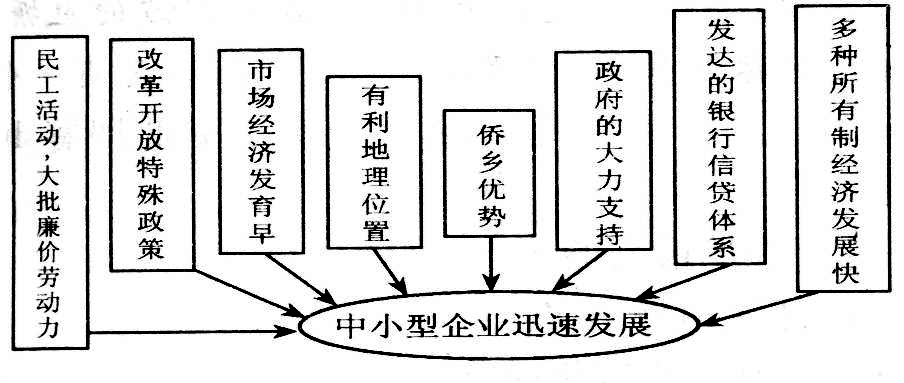 民工活动，大批廉价劳动力
改革开放特殊政策
市场经济发育早
有利地理位置
侨乡优势
政府的大力支持
发达的银行信贷体系
多种所有制经济发展快
中小型企业迅速发展